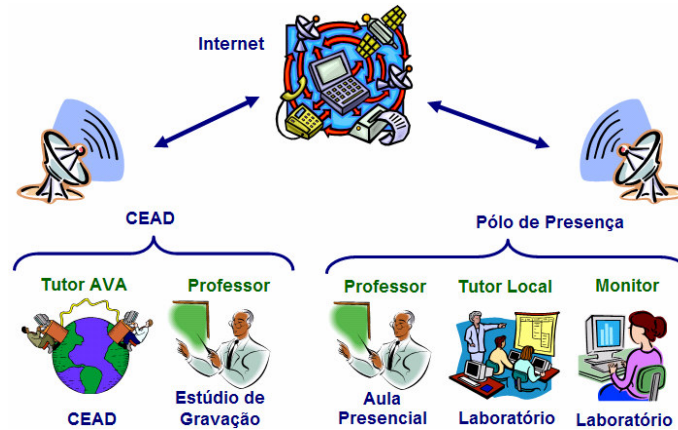 Internet
CEAD
Pólo de Presença
Tutor AVA
Professor
Professor
Tutor Local
Monitor
CEAD
Estúdio de
Gravação
Aula
Presencial
Laboratório
Laboratório